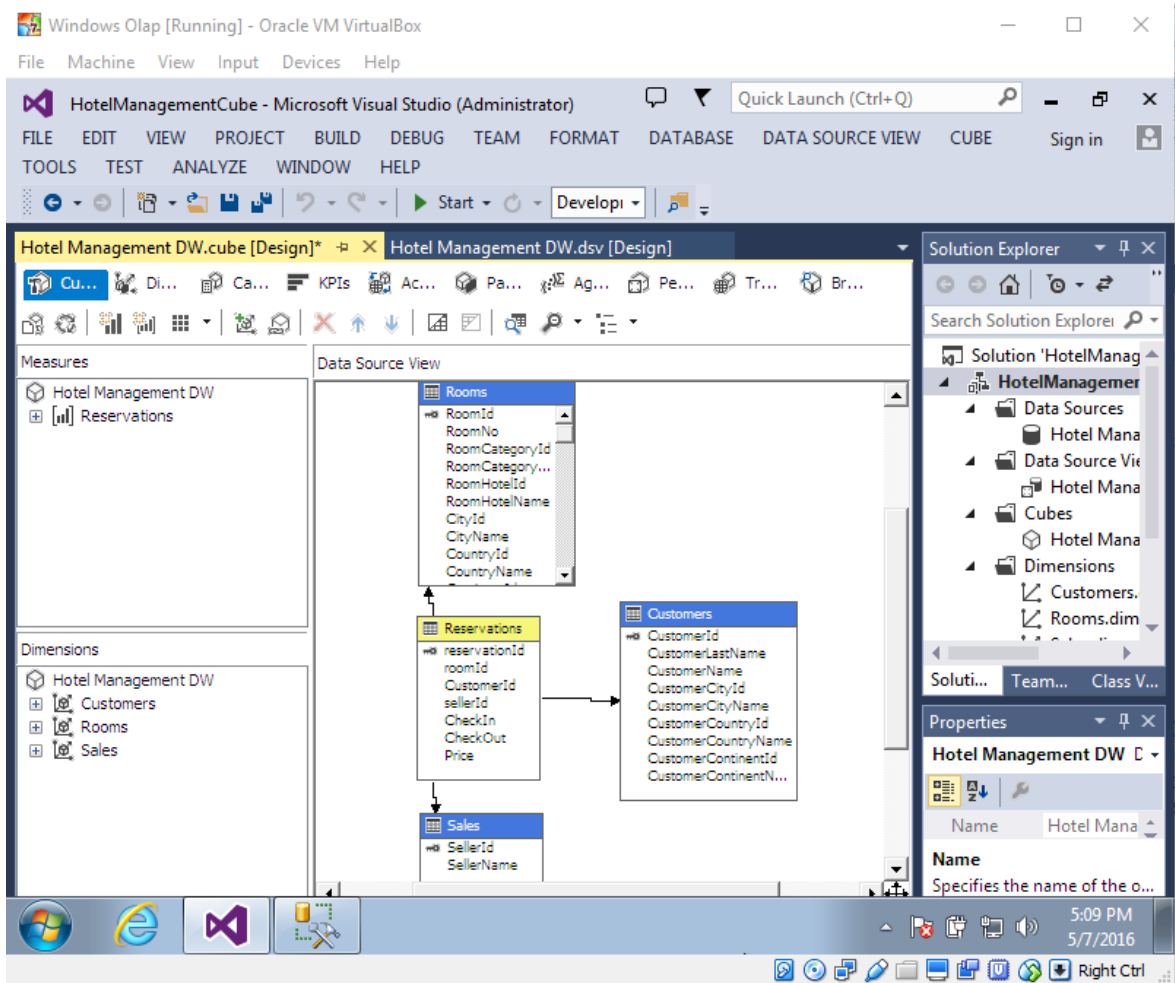 Windows Olap [Running] - Oracle VM VirtualBox
File Machine View Input Devices Help
HotelManagementCube - Microsoft Visual Studio (Administrator)
Quick Launch (Ctrl+Q)
FILE EDIT VIEW PROJECT BUILD DEBUG TEAM FORMAT DATABASE DATA SOURCE VIEW CUBE Sign in
TOOLS TEST ANALYZE WINDOW HELP
Start Develop
Hotel Management DW.cube [Design]* Hotel Management DW.dsv [Design]
Cu... Di... Ca... KPIs Ac... Pa... Ag... Pe... Tr... Br...
Measures
Hotel Management DW
Reservations
Dimensions
Hotel Management DW
Customers
Rooms
Sales
Data Source View
Rooms
RoomId
RoomNo
RoomCategoryId
RoomCategory...
RoomHotelId
RoomHotelName
CityId
CityName
CountryId
CountryName
Reservations
reservationId
roomId
CustomerId
sellerId
CheckIn
CheckOut
Price
Customers
CustomerId
CustomerLastName
CustomerName
CustomerCityId
CustomerCityName
CustomerCountryId
CustomerCountryName
CustomerContinentId
CustomerContinentN...
Sales
SellerId
SellerName
Solution Explorer
Search Solution Explorer
Solution 'HotelManag
HotelManagemer
Data Sources
Hotel Mana
Data Source Vie
Hotel Mana
Cubes
Hotel Mana
Dimensions
Customers.
Rooms.dim
Soluti... Team... Class V...
Properties
Hotel Management DW D
Name Hotel Mana
Name
Specifies the name of the o...
5:09 PM
5/7/2016
Right Ctrl